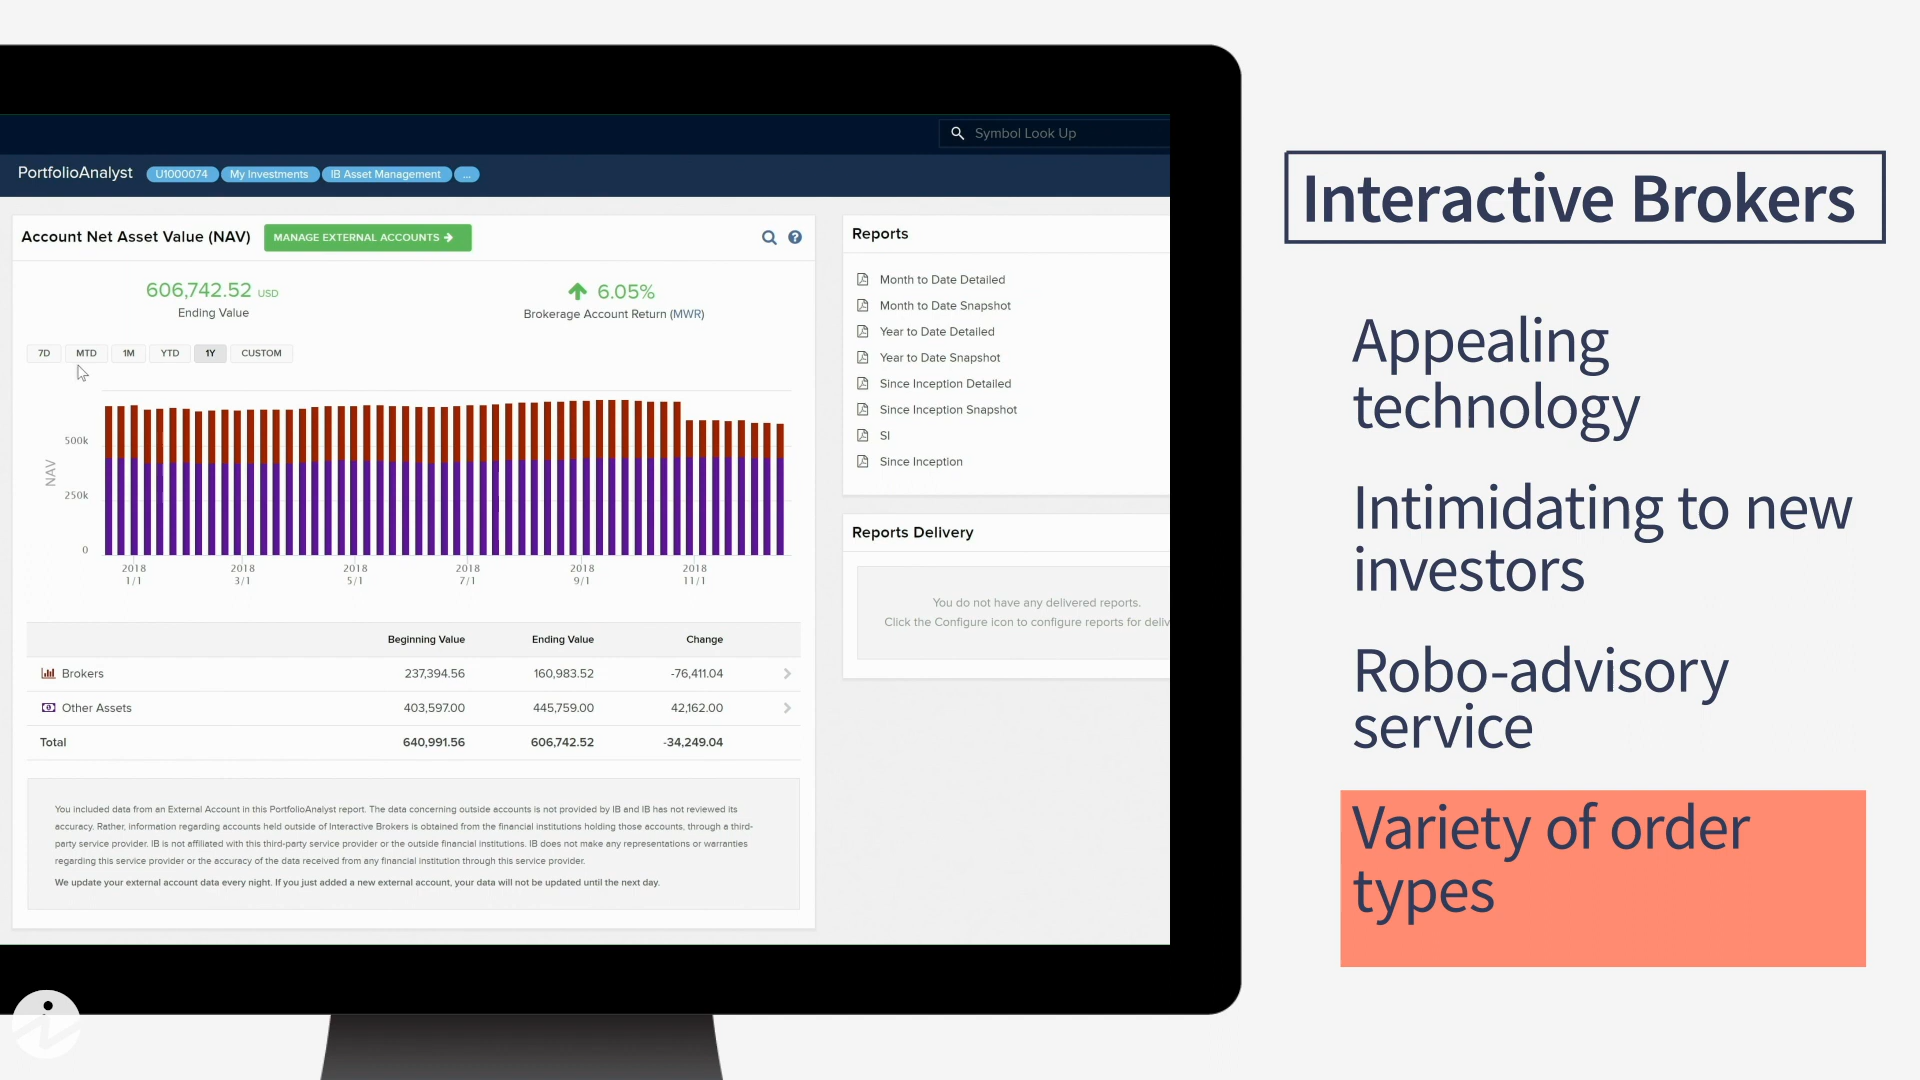 Symbol Look Up
PortfolioAnalyst U1000074 My Investments IB Asset Management ...
Account Net Asset Value (NAV) MANAGE EXTERNAL ACCOUNTS →
606,742.52 USD
Ending Value
6.05%
Brokerage Account Return (MWR)
7D MTD 1M YTD 1Y CUSTOM
NAV
500k
250k
0
2018 2018 2018 2018 2018 2018
1/1 3/1 5/1 7/1 9/1 11/1
Beginning Value Ending Value Change
Brokers 237,394.56 160,983.52 -76,411.04
Other Assets 403,597.00 445,759.00 42,162.00
Total 640,991.56 606,742.52 -34,249.04
You included data from an External Account in this PortfolioAnalyst report. The data concerning outside accounts is not provided by IB and IB has not reviewed its
accuracy. Rather, information regarding accounts held outside of Interactive Brokers is obtained from the financial institutions holding those accounts, through a third-
party service provider. IB is not affiliated with this third-party service provider or the outside financial institutions. IB does not make any representations or warranties
regarding this service provider or the accuracy of the data received from any financial institution through this service provider.
We update your external account data every night. If you just added a new external account, your data will not be updated until the next day.
Reports
Month to Date Detailed
Month to Date Snapshot
Year to Date Detailed
Year to Date Snapshot
Since Inception Detailed
Since Inception Snapshot
SI
Since Inception
Reports Delivery
You do not have any delivered reports.
Click the Configure icon to configure reports for deliv
Interactive Brokers
Appealing
technology
Intimidating to new
investors
Robo-advisory
service
Variety of order
types